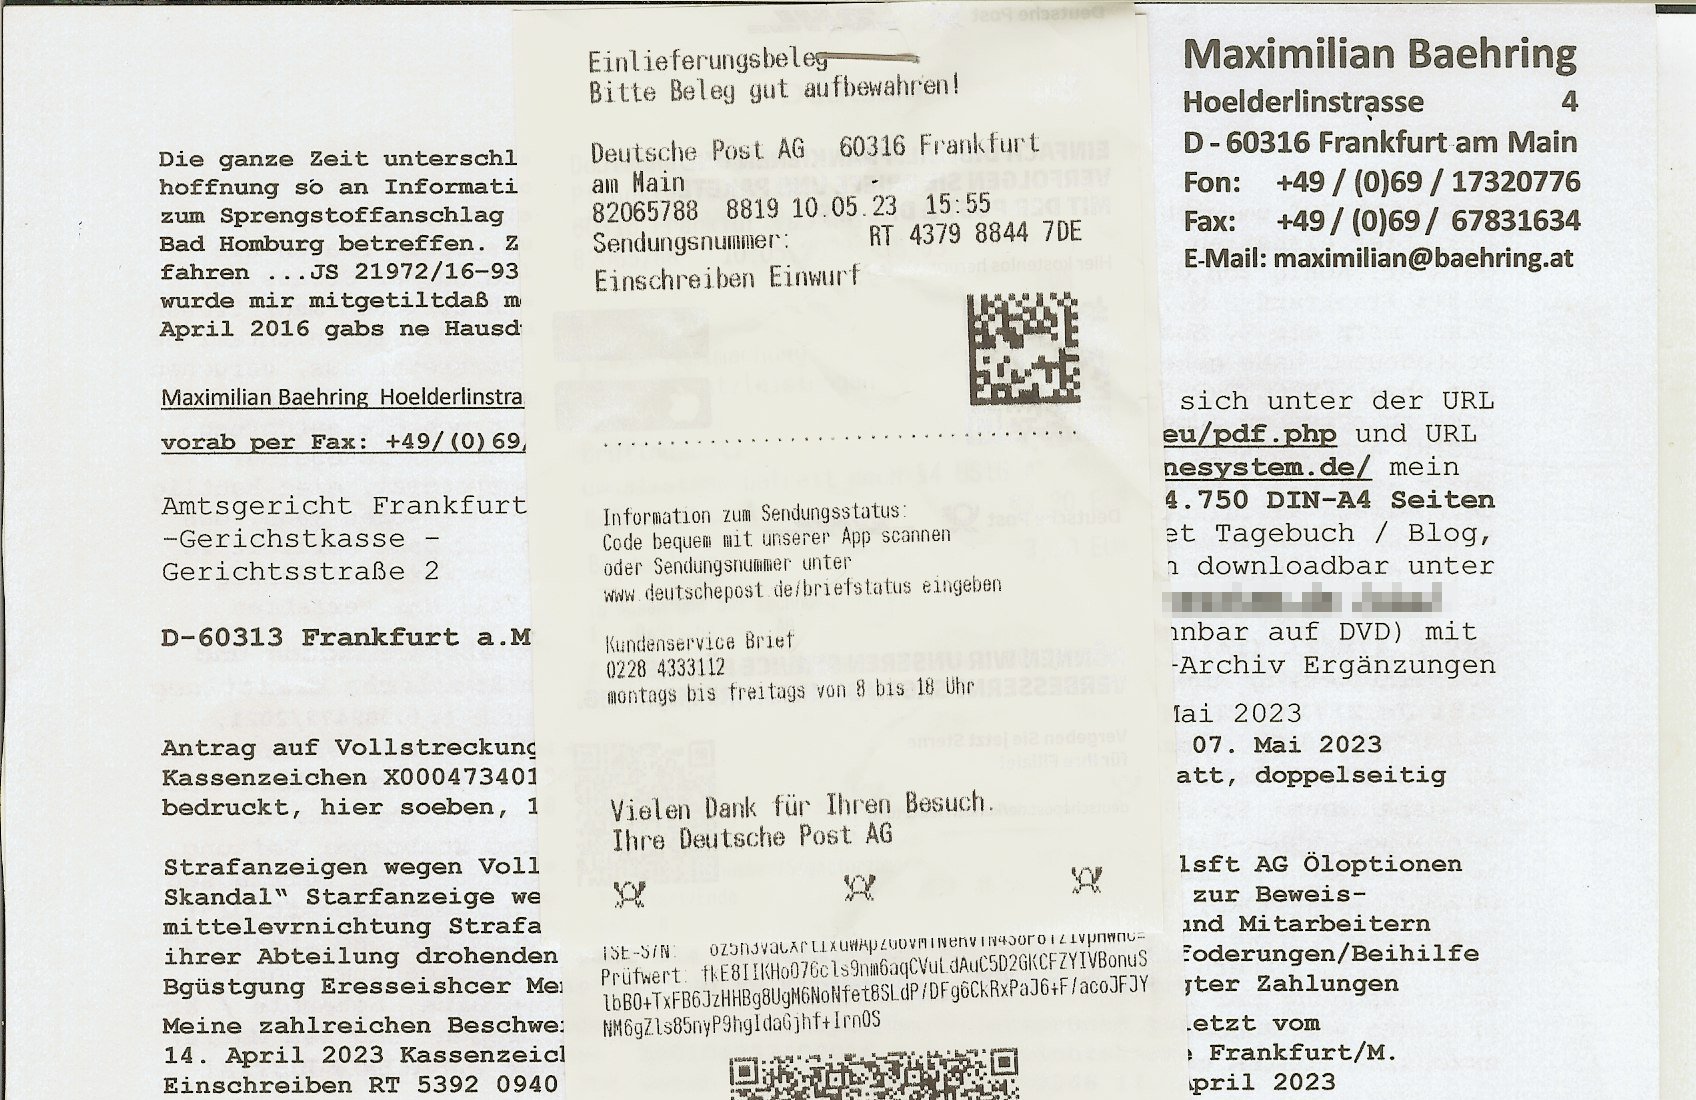 Maximilian Baehring
Hoelderlinstrasse 4
D - 60316 Frankfurt am Main
Fon: +49 / (0)69 / 17320776
Fax: +49 / (0)69 / 67831634
E-Mail: maximilian@baehring.at
Die ganze Zeit unterschl
hoffnung so an Informati
zum Sprengstoffanschlag
Bad Homburg betreffen. Z
fahren ...JS 21972/16-93
wurde mir mitgetiltdaß m
April 2016 gabs ne Hausd
Maximilian Baehring Hoelderlinstra
vorab per Fax: +49/(0)69/
Amtsgericht Frankfurt
-Gerichstkasse -
Gerichtsstraße 2
D-60313 Frankfurt a.M
Antrag auf Vollstreckung
Kassenzeichen X000473401
bedruckt, hier soeben, 1
Strafanzeigen wegen Voll
Skandal" Starfanzeige we
mittelevrnichtung Strafa
ihrer Abteilung drohenden
Bgüstgung Eresseishcer Me
Meine zahlreichen Beschwe
14. April 2023 Kassenzeich
Einschreiben RT 5392 0940
Einlieferungsbeleg
Bitte Beleg gut aufbewahren!
Deutsche Post AG 60316 Frankfurt
am Main
82065788 8819 10.05.23 15:55
Sendungsnummer: RT 4379 8844 7DE
Einschreiben Einwurf
Information zum Sendungsstatus:
Code bequem mit unserer App scannen
oder Sendungsnummer unter
www.deutschepost.de/briefstatus eingeben
Kundenservice Brief
0228 4333112
montags bis freitags von 8 bis 18 Uhr
Vielen Dank für Ihren Besuch.
Ihre Deutsche Post AG
Prüfwert: fkE8IIKHoO76cls9nm6aqCVuLdAuC5D2GKCFZYIVBonuS
lbBO+TxFB6JzHHBg8UgM6NoNfet8SLdP/DFg6CkRxPaJ6+F/acoJFJY
NM6gZls85nyP9hgIdaGjhf+IrnOS
sich unter der URL
eu/pdf.php und URL
nesystem.de/ mein
4.750 DIN-A4 Seiten
et Tagebuch / Blog,
n downloadbar unter
nnbar auf DVD) mit
-Archiv Ergänzungen
Mai 2023
07. Mai 2023
att, doppelseitig
lsft AG Öloptionen
zur Beweis-
und Mitarbeitern
Foderungen/Beihilfe
gter Zahlungen
etzt vom
Frankfurt/M.
April 2023